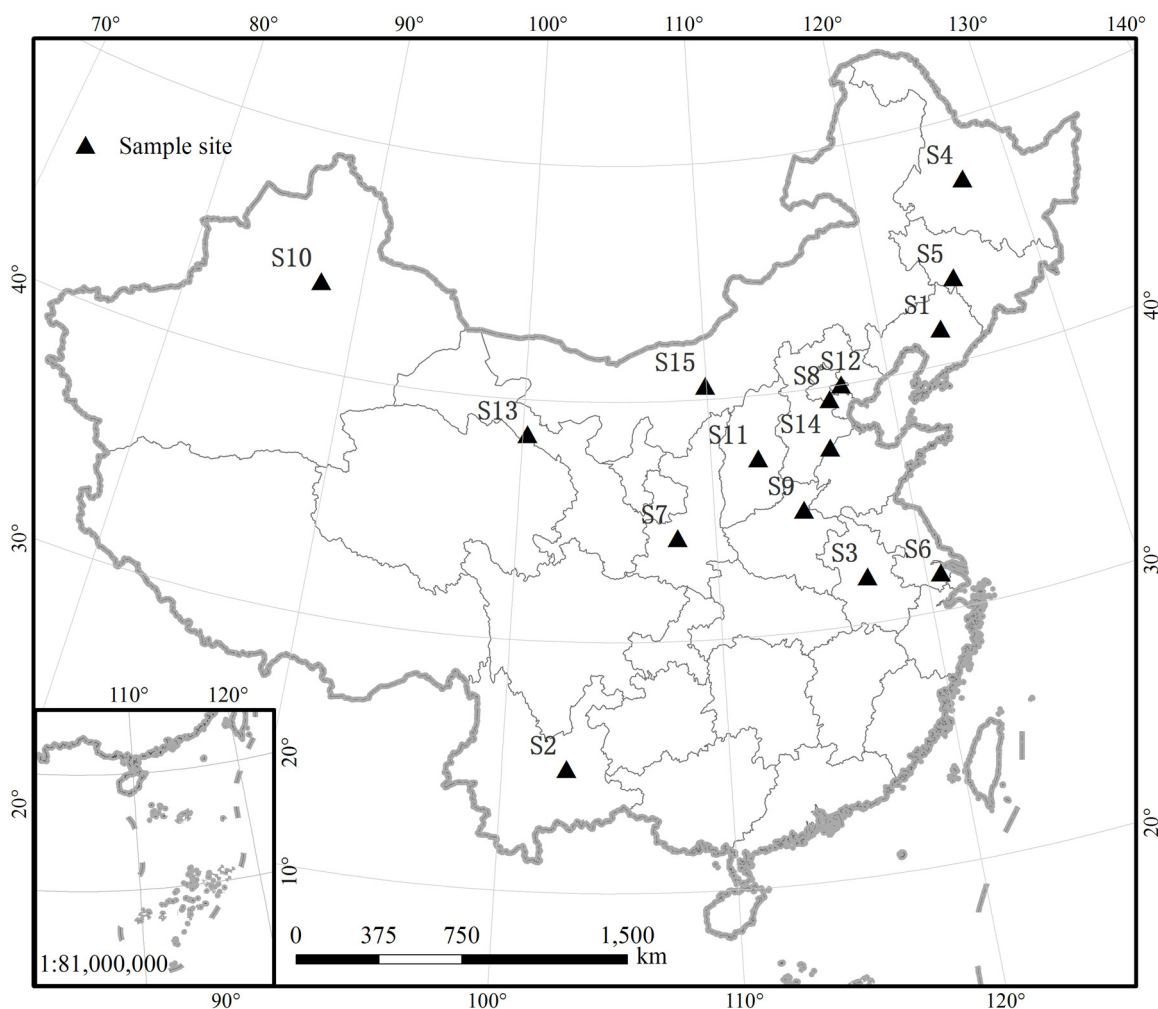 70° 80° 90° 100° 110° 120° 130° 140°
Sample site
S4
S10
S5
40° 40°
S1
S15
S8 S12
S13
S11 S14
S9
S7
S3 S6
30° 30°
110° 120°
S2
20°
20° 20°
10°
0 375 750 1,500
km
1:81,000,000
90° 100° 110° 120°